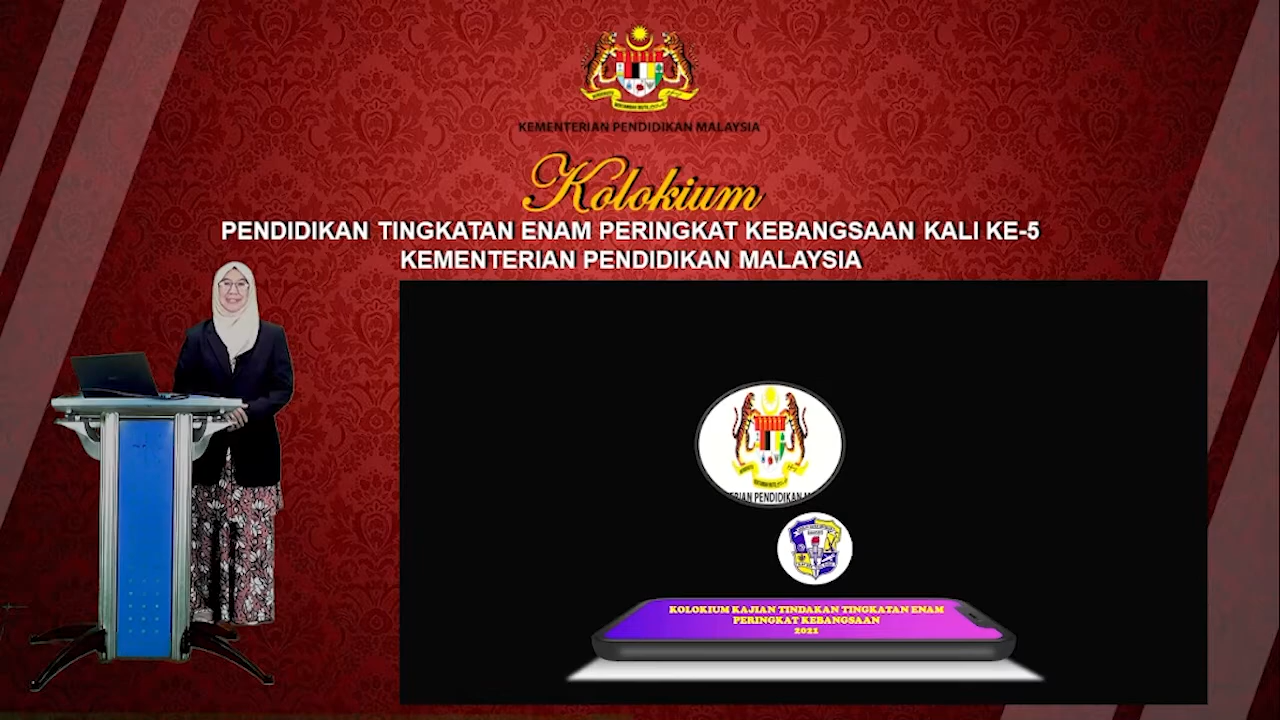 KEMENTERIAN PENDIDIKAN MALAYSIA
Kolokium
PENDIDIKAN TINGKATAN ENAM PERINGKAT KEBANGSAAN KALI KE-5
KEMENTERIAN PENDIDIKAN MALAYSIA
PENDIDIKAN
KOLOKIUM KAJIAN TINDAKAN TINGKATAN ENAM
PERINGKAT KEBANGSAAN
2021